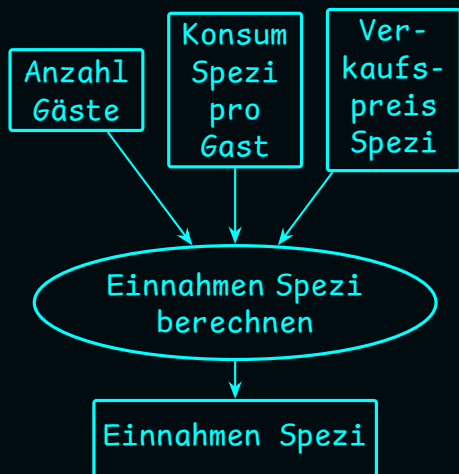 Anzahl
Gäste
Konsum
Spezi
pro
Gast
Ver-
kaufs-
preis
Spezi
Einnahmen Spezi
berechnen
Einnahmen Spezi